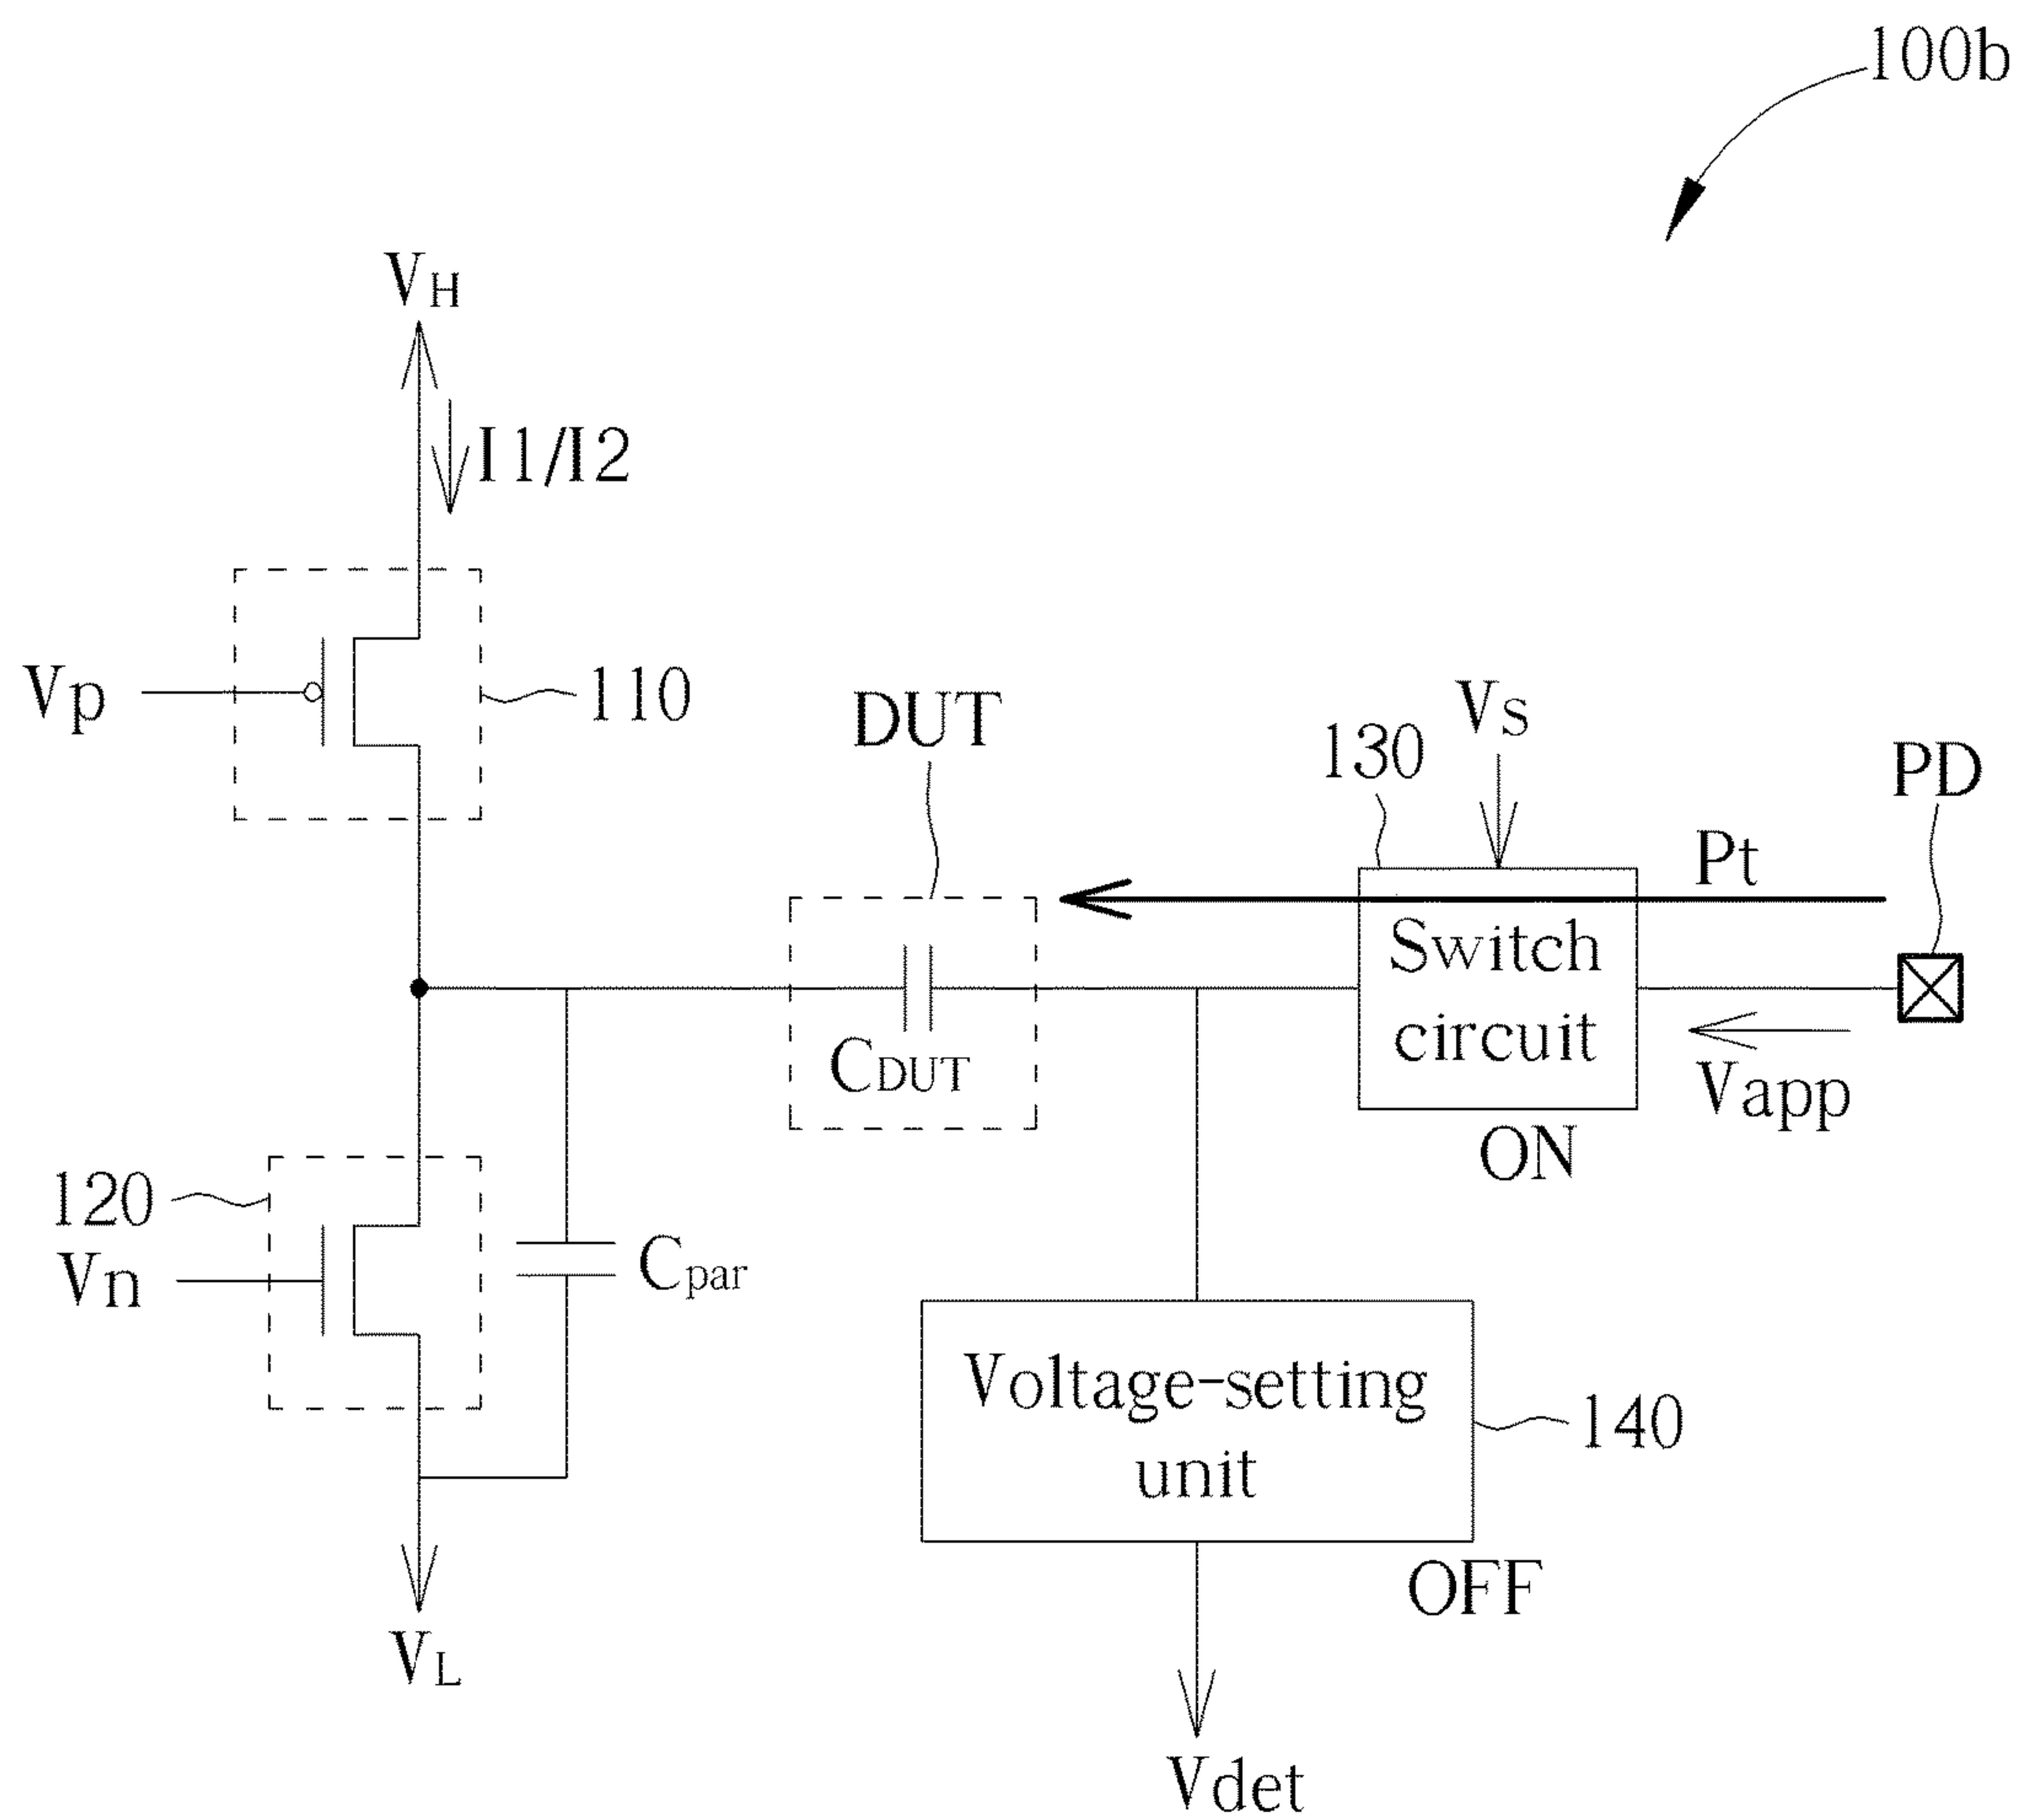 100b
VH
I1/I2
Vp
110
DUT
130
VS
PD
Pt
Switch
circuit
CDUT
Vapp
ON
120
Vn
Cpar
Voltage-setting
unit
140
OFF
VL
Vdet